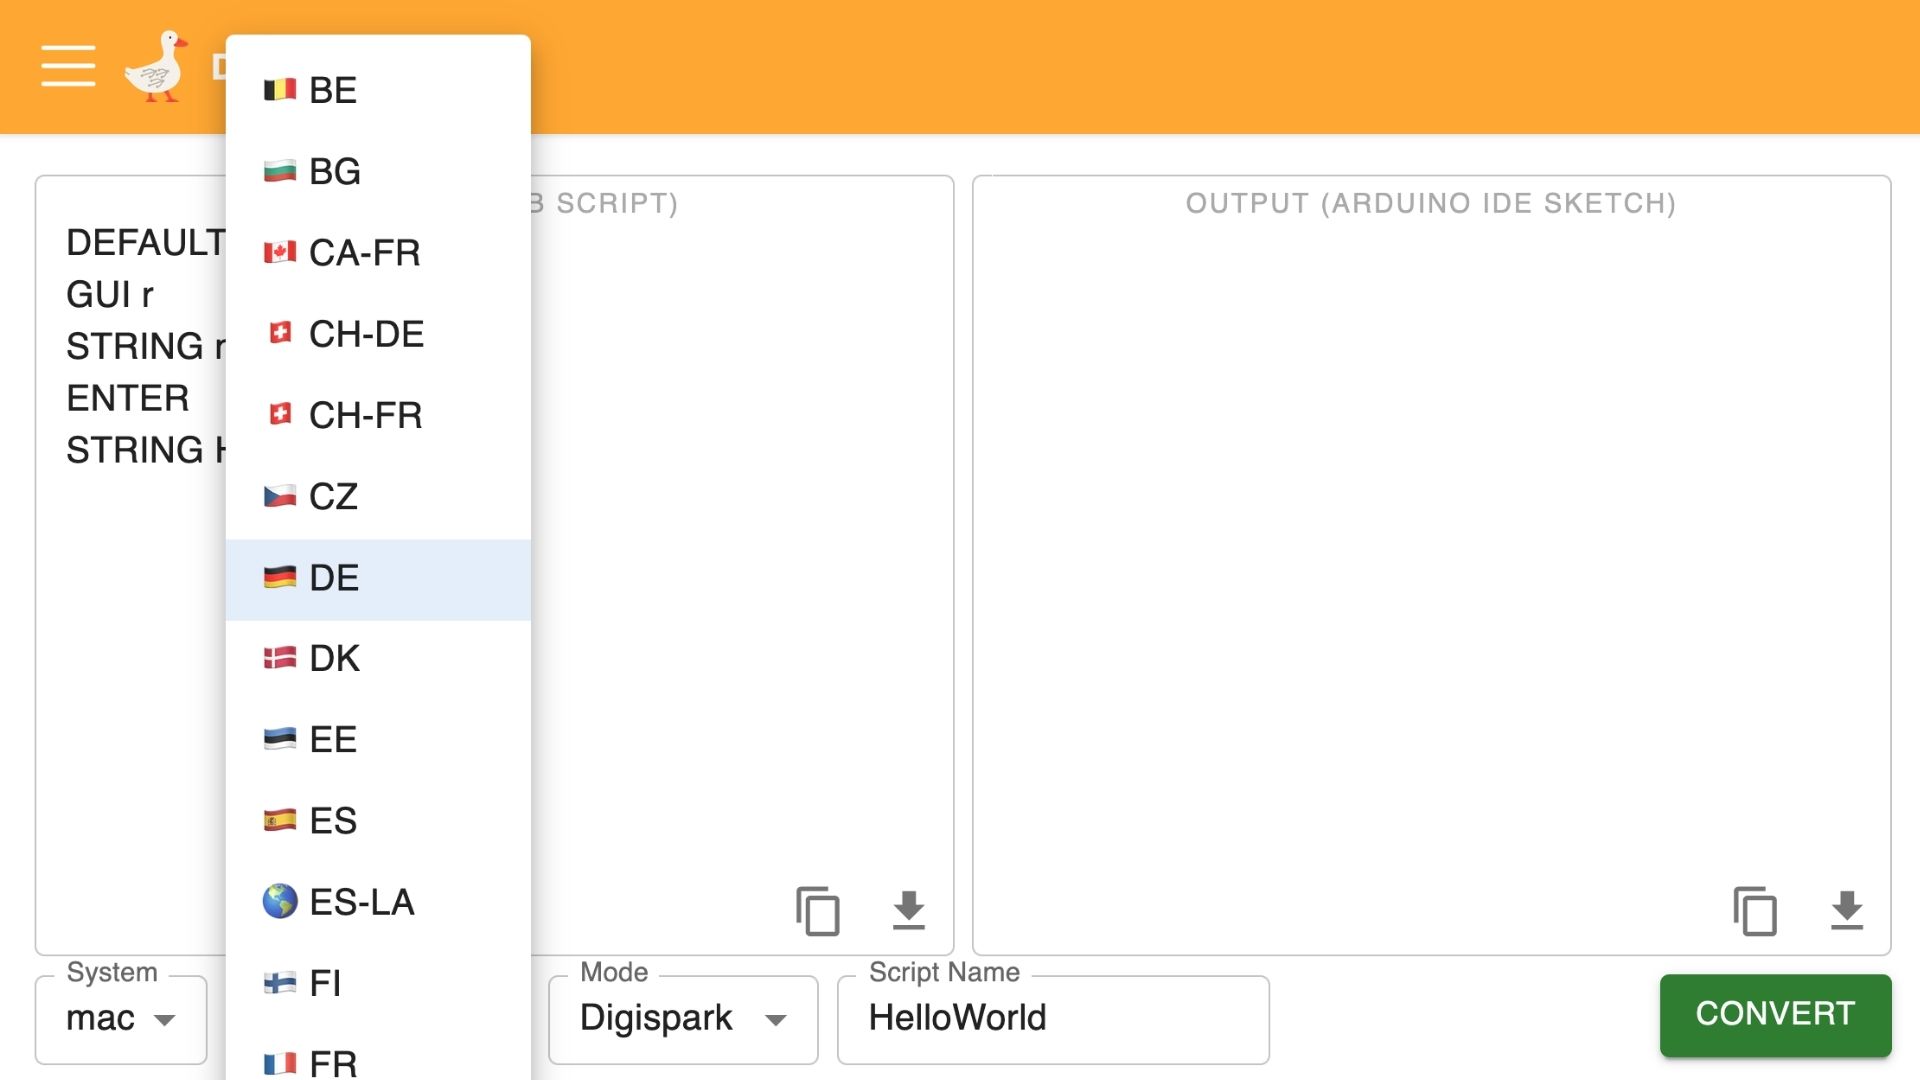 BE
BG
CA-FR
CH-DE
CH-FR
CZ
DE
DK
EE
ES
ES-LA
FI
FR
SCRIPT)
DEFAULT
GUI r
STRING
ENTER
STRING
OUTPUT (ARDUINO IDE SKETCH)
System
mac
Mode
Digispark
Script Name
HelloWorld
CONVERT